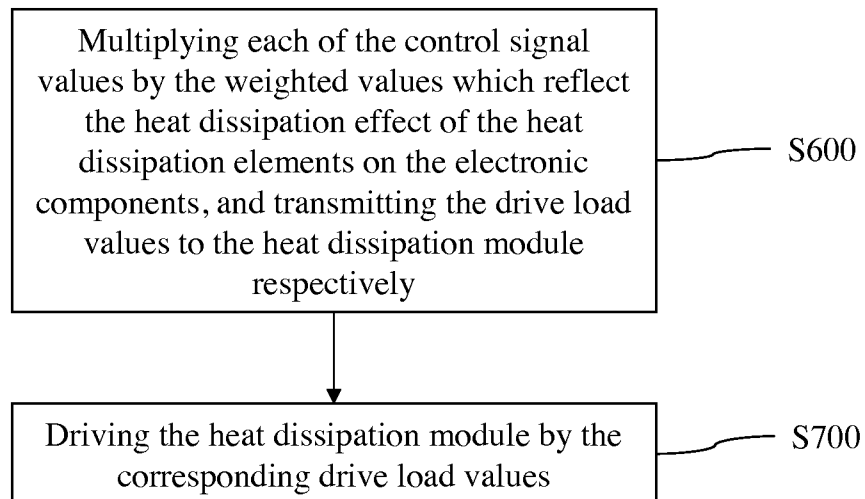 Multiplying each of the control signal
values by the weighted values which reflect
the heat dissipation effect of the heat
dissipation elements on the electronic
components, and transmitting the drive load
values to the heat dissipation module
respectively
S600
Driving the heat dissipation module by the
corresponding drive load values
S700